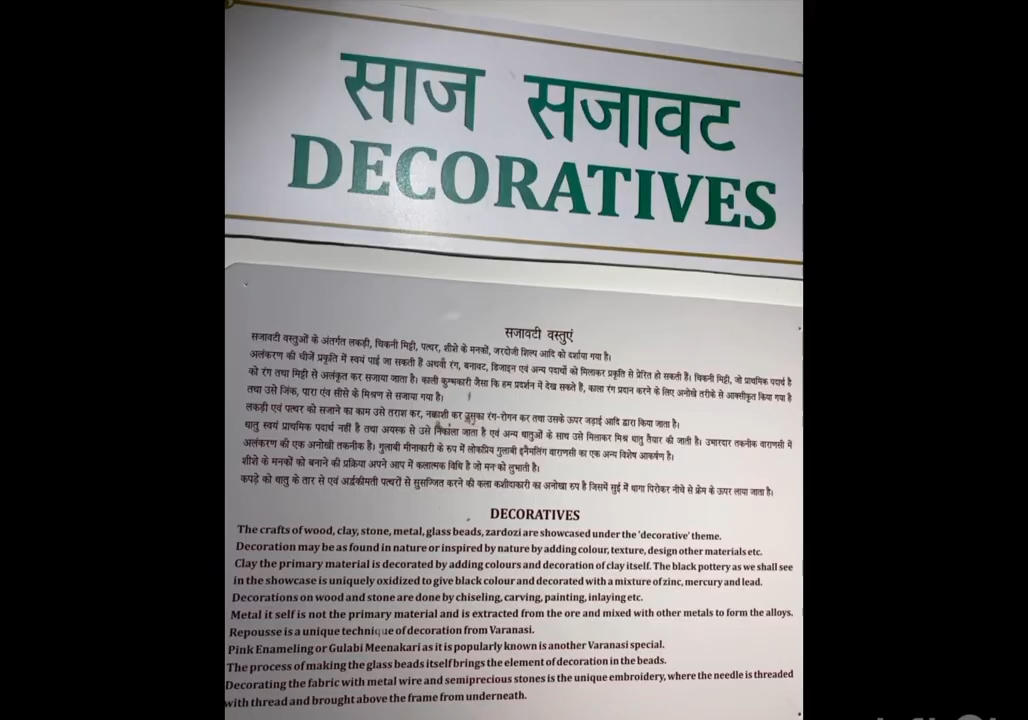 साज सजावट
DECORATIVES
सजावटी वस्तुएं
सजावटी वस्तुओं के अंतर्गत लकड़ी, चिकनी मिट्टी, पत्थर, शीशे के मनकों, जरदोजी शिल्प आदि को दर्शाया गया है।
अलंकरण की चीजें प्रकृति में स्वयं पाई जा सकती हैं अथवा रंग, बनावट, डिजाइन एवं अन्य पदार्थो को मिलाकर प्रकृति से प्रेरित हो सकती हैं। चिकनी मिट्टी, जो प्राथमिक पदार्थ है
को रंग तथा मिट्टी से अलंकृत कर सजाया जाता है। काली कुम्भकारी जैसा कि हम प्रदर्शन में देख सकते हैं, काला रंग प्रदान करने के लिए अनोखे तरीके से आक्सीकृत किया गया है
तथा उसे जिंक, पारा एंव सीसे के मिश्रण से सजाया गया है।
लकड़ी एवं पत्थर को सजाने का काम उसे तराश कर, नक्काशी कर रंग-रोगन कर तथा उसके ऊपर जड़ाई आदि द्वारा किया जाता है।
धातु स्वयं प्राथमिक पदार्थ नहीं है तथा अयस्क से उसे निकाला जाता है एवं अन्य धातुओं के साथ उसे मिलाकर मिश्र धातु तैयार की जाती है। उभारदार तकनीक वाराणसी में
अलंकरण की एक अनोखी तकनीक है। गुलाबी मीनाकारी के रुप में लोकप्रिय गुलाबी इनैमलिंग वाराणसी का एक अन्य विशेष आकर्षण है।
शीशे के मनकों को बनाने की प्रक्रिया अपने आप में कलात्मक विधि है जो मन को लुभाती है।
कपड़े को धातु के तार से एवं अर्द्धकीमती पत्थरों से सुसज्जित करने की कला कशीदाकारी का अनोखा रुप है जिसमें सुई में धागा पिरोकर नीचे से फ्रेम के ऊपर लाया जाता है।
DECORATIVES
The crafts of wood, clay, stone, metal, glass beads, zardozi are showcased under the 'decorative' theme.
Decoration may be as found in nature or inspired by nature by adding colour, texture, design other materials etc.
Clay the primary material is decorated by adding colours and decoration of clay itself. The black pottery as we shall see
in the showcase is uniquely oxidized to give black colour and decorated with a mixture of zinc, mercury and lead.
Decorations on wood and stone are done by chiseling, carving, painting, inlaying etc.
Metal it self is not the primary material and is extracted from the ore and mixed with other metals to form the alloys.
Repousse is a unique technique of decoration from Varanasi.
Pink Enameling or Gulabi Meenakari as it is popularly known is another Varanasi special.
The process of making the glass beads itself brings the element of decoration in the beads.
Decorating the fabric with metal wire and semiprecious stones is the unique embroidery, where the needle is threaded
with thread and brought above the frame from underneath.